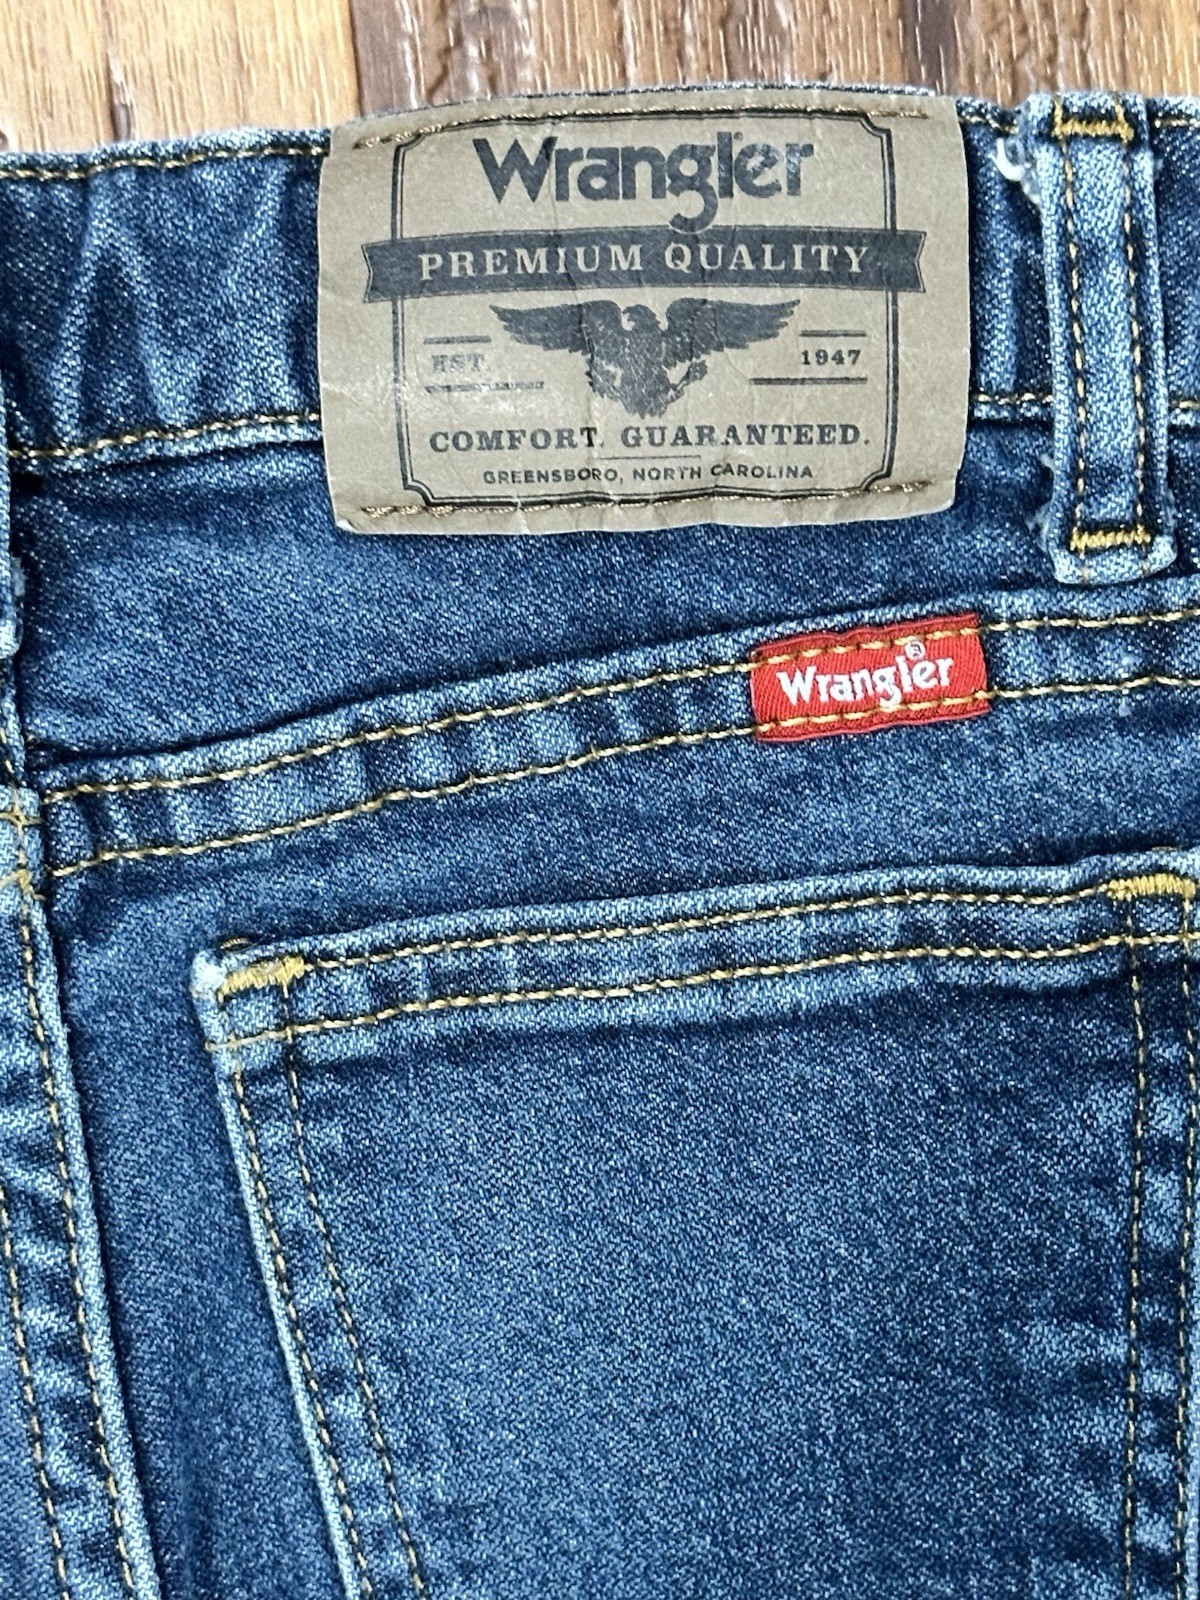 Wrangler
PREMIUM QUALITY
EST. 1947
COMFORT. GUARANTEED.
GREENSBORO, NORTH CAROLINA
Wrangler®